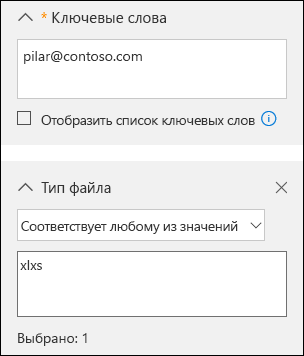 * Ключевые слова
pilar@contoso.com
Отобразить список ключевых слов
Тип файла
Соответствует любому из значений
xlxs
Выбрано: 1